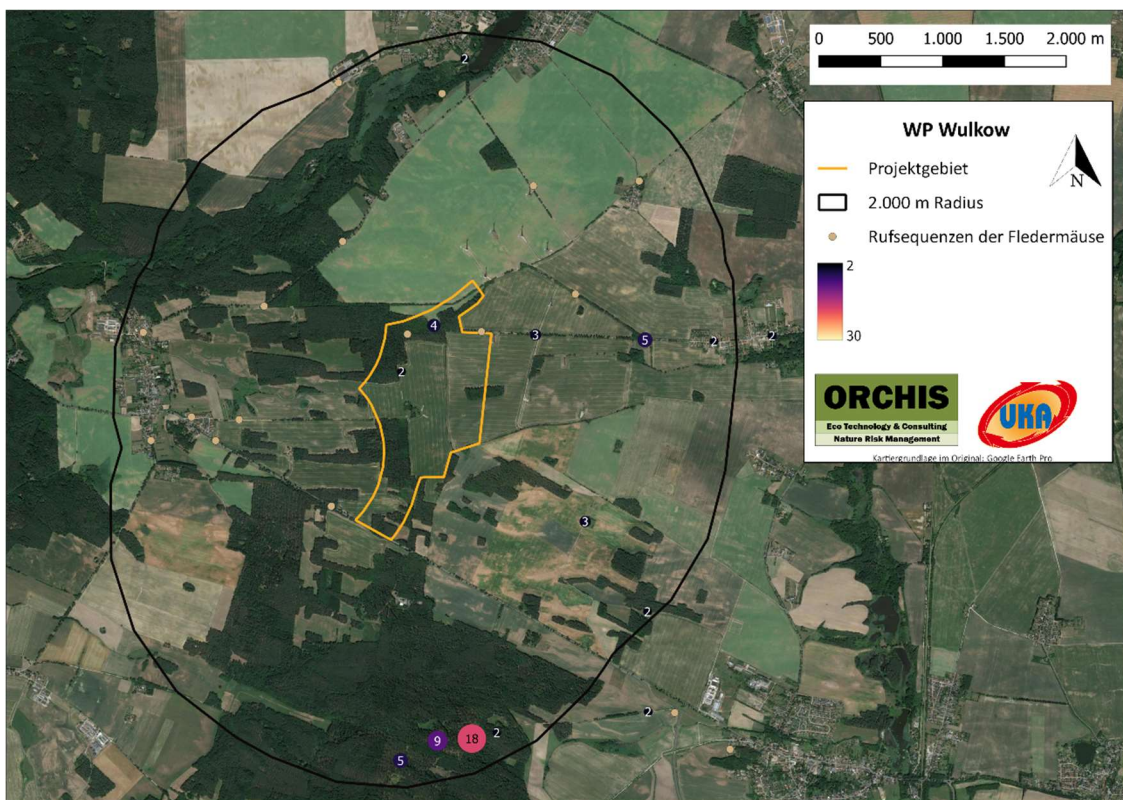 0 500 1.000 1.500 2.000 m
WP Wulkow
Projektgebiet
N
2.000 m Radius
Rufsequenzen der Fledermäuse
2
30
ORCHIS
Eco Technology & Consulting
Nature Risk Management
UKA
Kartiergrundlage im Original: Google Earth Pro
2
4
3
5
2
2
2
3
2
2
2
9
18
5